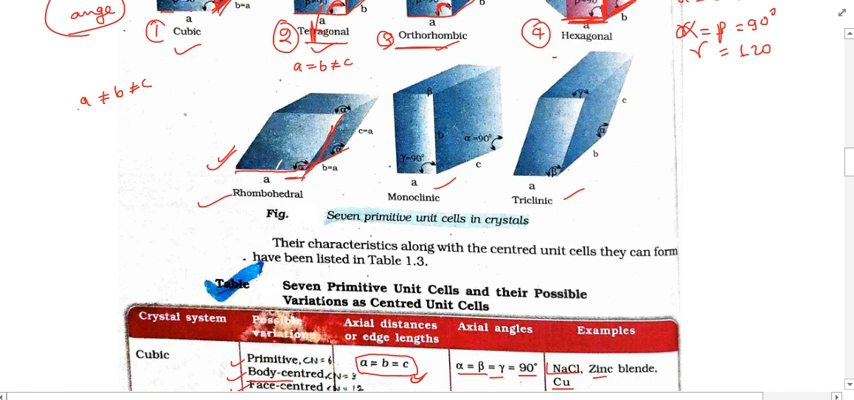 ange
a
b=a
a
b
a
b
a
b
① Cubic
② Tetragonal
③ Orthorhombic
④ Hexagonal
a = b ≠ c
α = β = 90°
γ = 120
a ≠ b ≠ c
a
b=a
c=a
α
Rhombohedral
β
b
α≠90°
γ=90°
a
c
Monoclinic
γ
c
α
b
β
a
Triclinic
Fig. Seven primitive unit cells in crystals
Their characteristics along with the centred unit cells they can form
have been listed in Table 1.3.
Table Seven Primitive Unit Cells and their Possible
Variations as Centred Unit Cells
Crystal system Possible Axial distances Axial angles Examples
variations or edge lengths
Cubic Primitive, CN = 6 a = b = c α = β = γ = 90° NaCl, Zinc blende,
Body-centred, CN = 8 Cu
Face-centred CN = 12